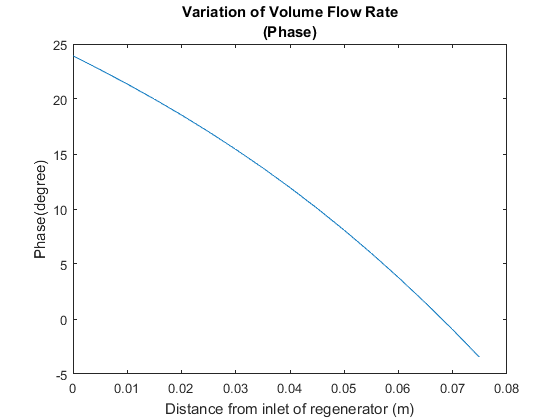 Variation of Volume Flow Rate
(Phase)
25
20
15
10
5
0
-5
Phase(degree)
0 0.01 0.02 0.03 0.04 0.05 0.06 0.07 0.08
Distance from inlet of regenerator (m)